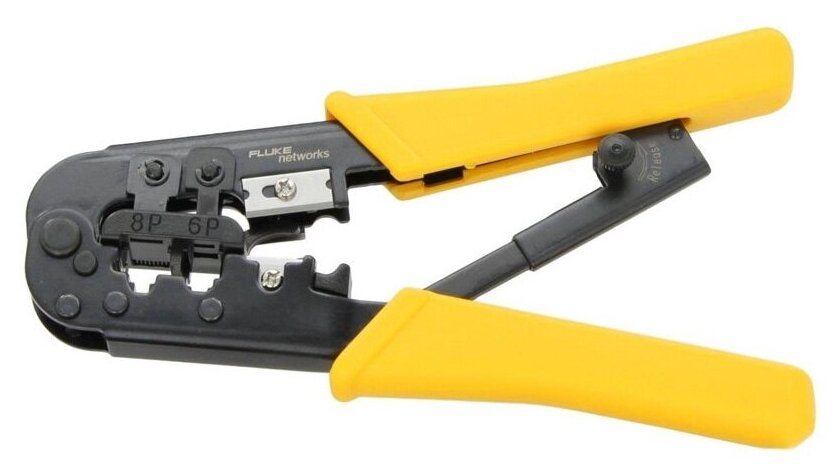 FLUKE
networks
8P 6P
Release